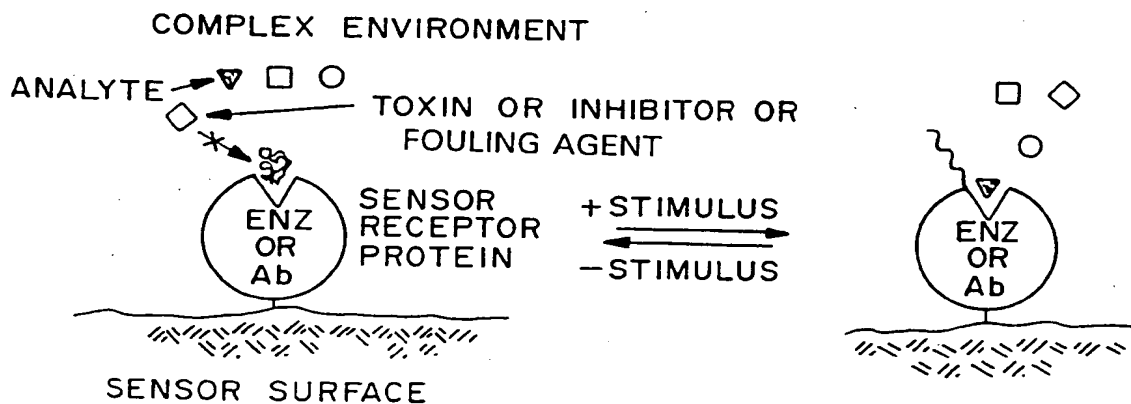 COMPLEX ENVIRONMENT
ANALYTE
TOXIN OR INHIBITOR OR
FOULING AGENT
ENZ
OR
Ab
SENSOR
RECEPTOR
PROTEIN
+STIMULUS
−STIMULUS
ENZ
OR
Ab
SENSOR SURFACE